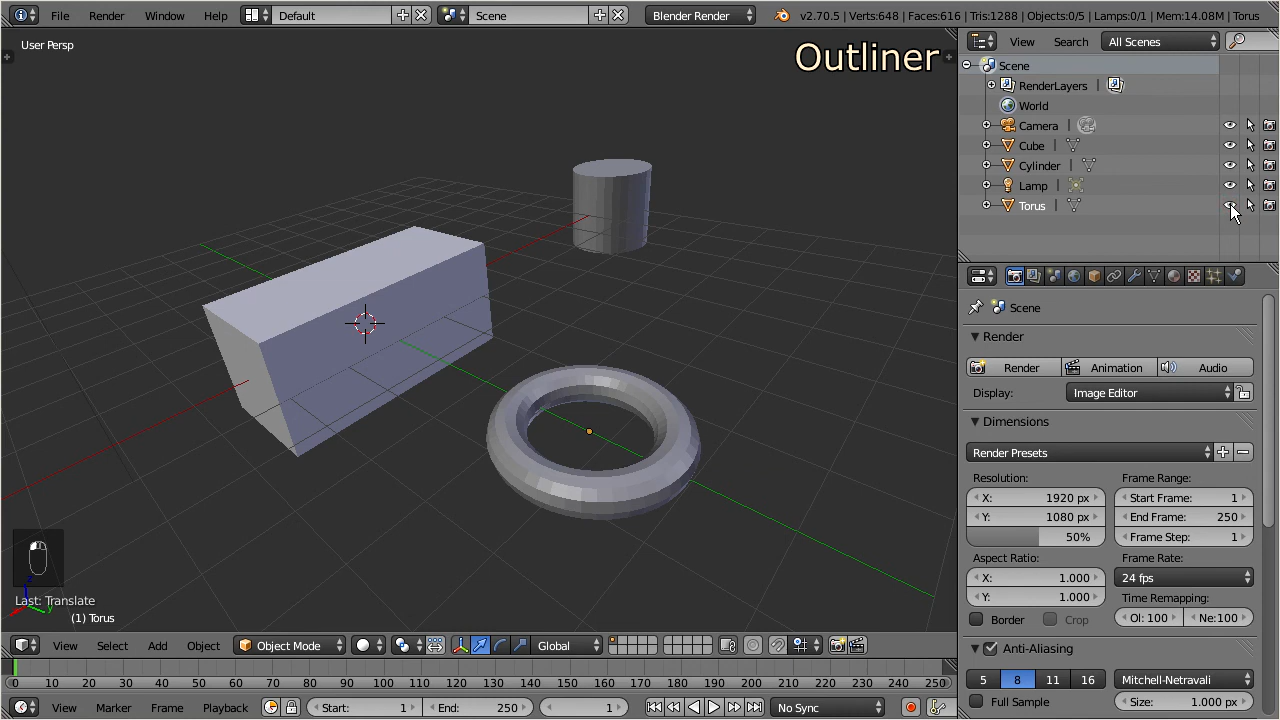 File Render Window Help Default Scene Blender Render v2.70.5 | Verts:648 | Faces:616 | Tris:1288 | Objects:0/5 | Lamps:0/1 | Mem:14.08M | Torus
User Persp
Outliner
View Search All Scenes
Scene
RenderLayers |
World
Camera |
Cube |
Cylinder |
Lamp |
Torus |
Scene
Render
Render Animation Audio
Display: Image Editor
Dimensions
Render Presets
Resolution: Frame Range:
X: 1920 px Start Frame: 1
Y: 1080 px End Frame: 250
50% Frame Step: 1
Aspect Ratio: Frame Rate:
X: 1.000 24 fps
Y: 1.000 Time Remapping:
Border Crop Ol: 100 Ne:100
Anti-Aliasing
5 8 11 16 Mitchell-Netravali
Full Sample Size: 1.000 px
z
y
Last: Translate
(1) Torus
View Select Add Object Object Mode Global
0 10 20 30 40 50 60 70 80 90 100 110 120 130 140 150 160 170 180 190 200 210 220 230 240 250
View Marker Frame Playback Start: 1 End: 250 1 No Sync